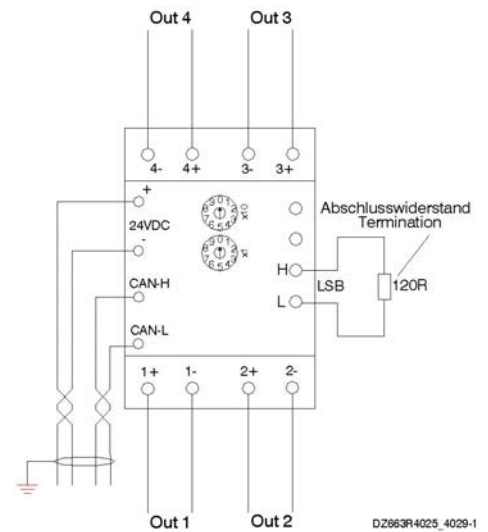 Out 4 Out 3
4- 4+ 3- 3+
+
24VDC
-
CAN-H
CAN-L
x10
x1
H
L
LSB
Abschlusswiderstand
Termination
120R
1+ 1- 2+ 2-
Out 1 Out 2
DZ663R4025_4029-1